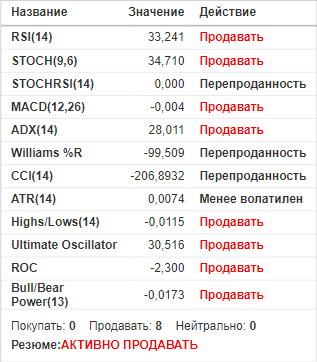 Название Значение Действие
RSI(14) 33,241 Продавать
STOCH(9,6) 34,710 Продавать
STOCHRSI(14) 0,000 Перепроданность
MACD(12,26) -0,004 Продавать
ADX(14) 28,011 Продавать
Williams %R -99,509 Перепроданность
CCI(14) -206,8932 Перепроданность
ATR(14) 0,0074 Менее волатилен
Highs/Lows(14) -0,0115 Продавать
Ultimate Oscillator 30,516 Продавать
ROC -2,300 Продавать
Bull/Bear
Power(13) -0,0173 Продавать
Покупать: 0 Продавать: 8 Нейтрально: 0
Резюме:АКТИВНО ПРОДАВАТЬ